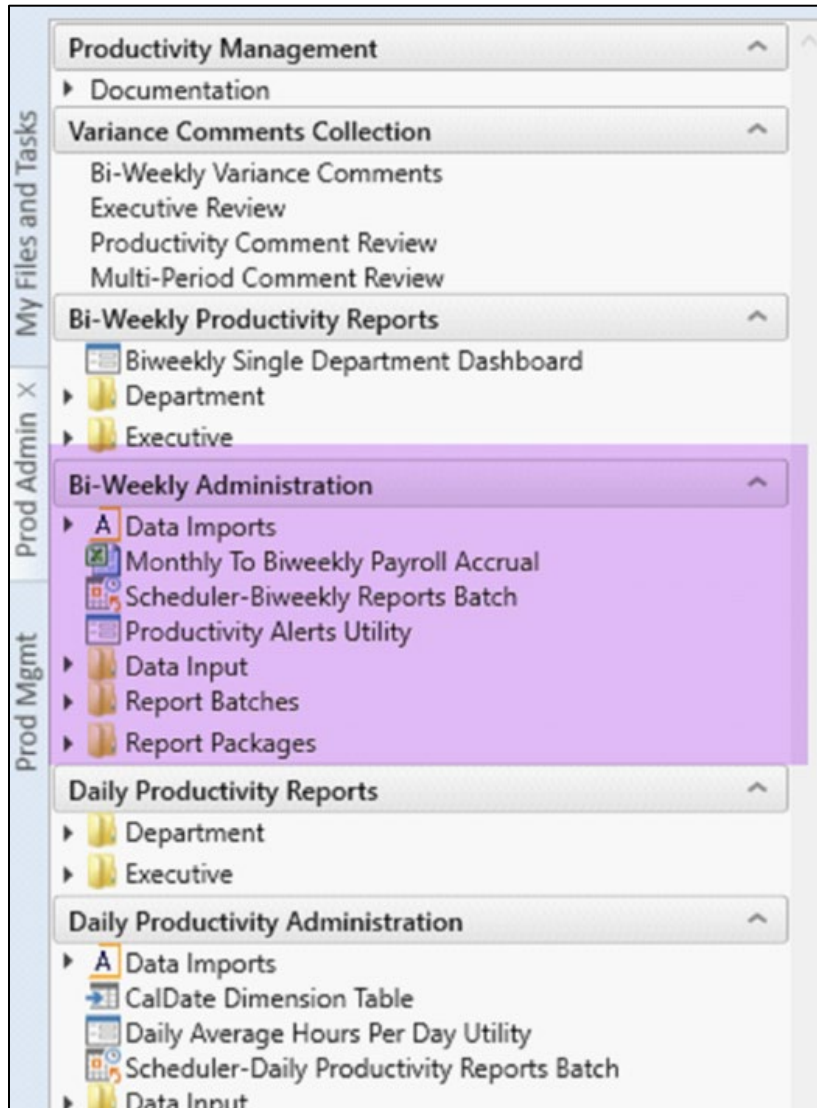 My Files and Tasks
Prod Admin
Prod Mgmt
Productivity Management
Documentation
Variance Comments Collection
Bi-Weekly Variance Comments
Executive Review
Productivity Comment Review
Multi-Period Comment Review
Bi-Weekly Productivity Reports
Biweekly Single Department Dashboard
Department
Executive
Bi-Weekly Administration
A Data Imports
Monthly To Biweekly Payroll Accrual
Scheduler-Biweekly Reports Batch
Productivity Alerts Utility
Data Input
Report Batches
Report Packages
Daily Productivity Reports
Department
Executive
Daily Productivity Administration
A Data Imports
CalDate Dimension Table
Daily Average Hours Per Day Utility
Scheduler-Daily Productivity Reports Batch
Data Input